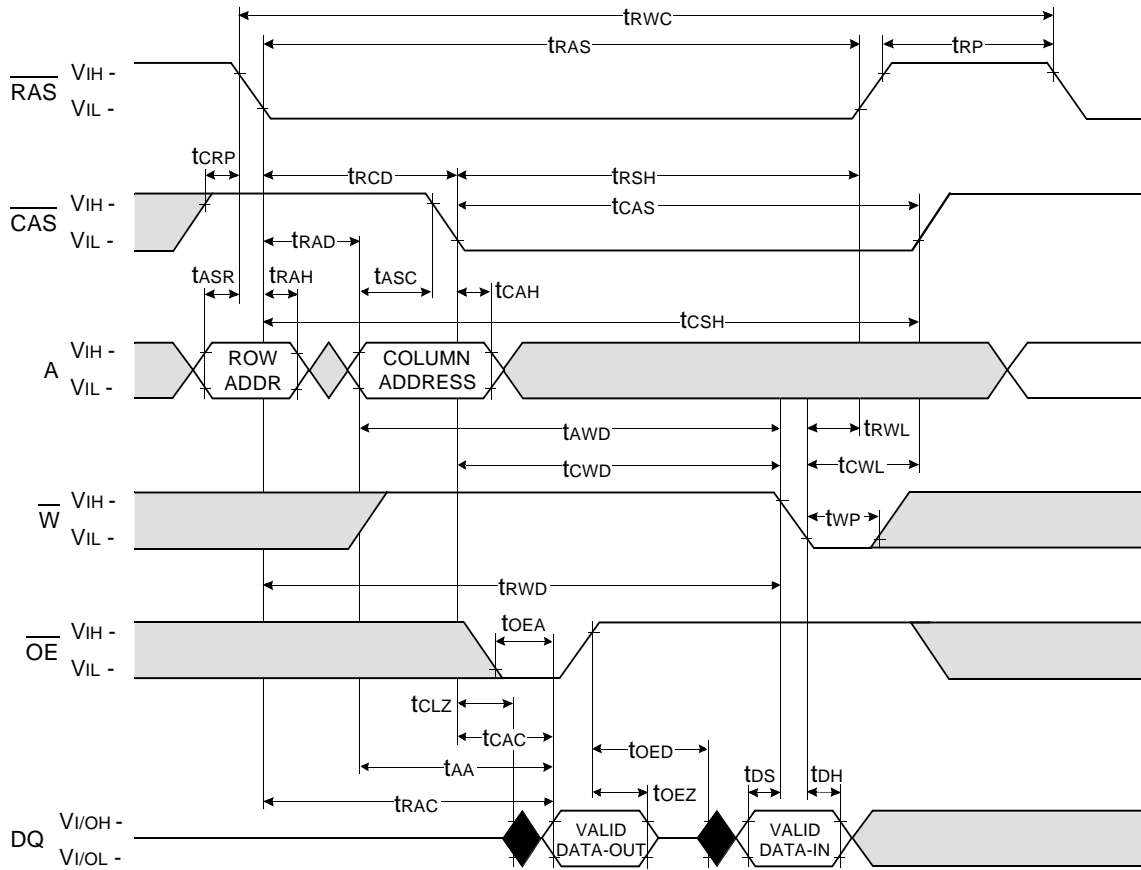 tRWC
tRAS
tRP
RAS
VIH -
VIL -
tCRP
tRCD
tRSH
CAS
VIH -
VIL -
tCAS
tRAD
tASR
tRAH
tASC
tCAH
tCSH
A
VIH -
VIL -
ROW
ADDR
COLUMN
ADDRESS
tAWD
tRWL
tCWD
tCWL
W
VIH -
VIL -
tWP
tRWD
OE
VIH -
VIL -
tOEA
tCLZ
tCAC
tOED
tAA
tDS
tDH
tOEZ
tRAC
DQ
VI/OH -
VI/OL -
VALID
DATA-OUT
VALID
DATA-IN